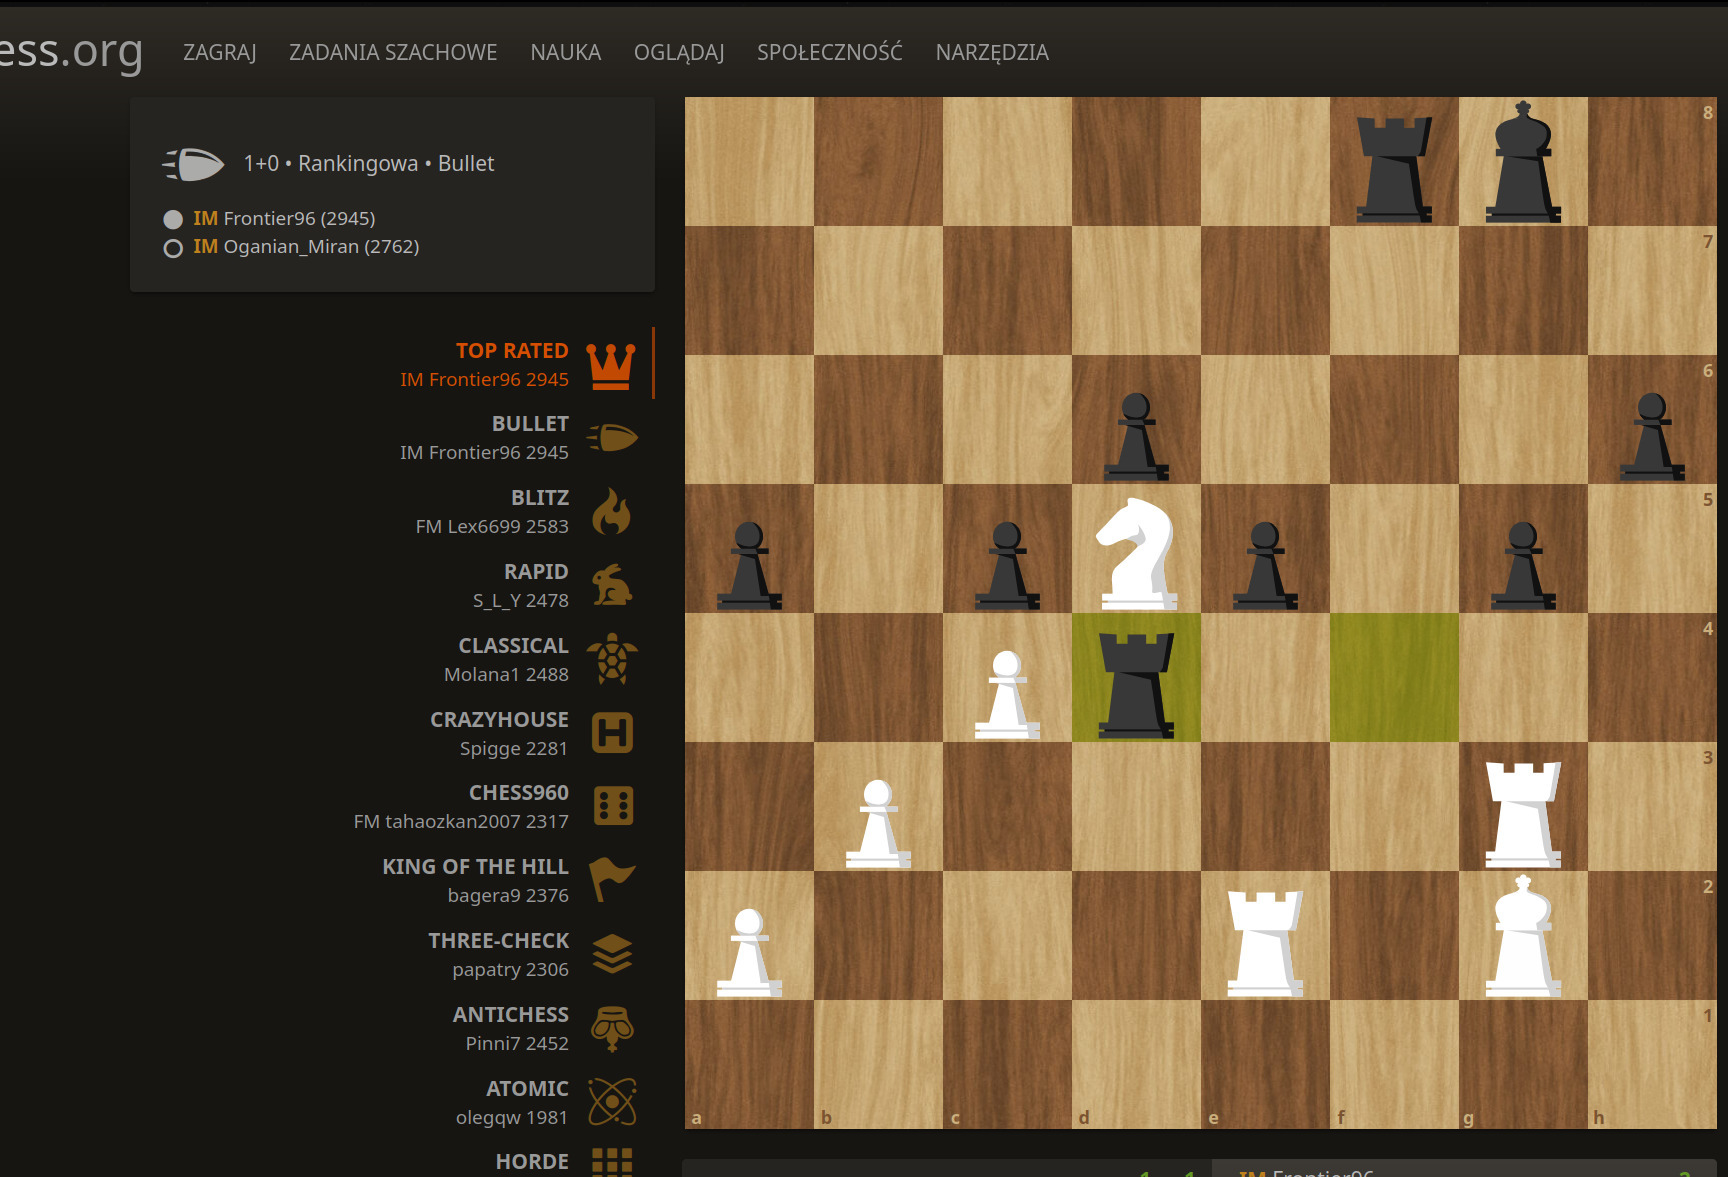 ess.org ZAGRAJ ZADANIA SZACHOWE NAUKA OGLĄDAJ SPOŁECZNOŚĆ NARZĘDZIA
1+0 • Rankingowa • Bullet
IM Frontier96 (2945)
IM Oganian_Miran (2762)
TOP RATED
IM Frontier96 2945
BULLET
IM Frontier96 2945
BLITZ
FM Lex6699 2583
RAPID
S_L_Y 2478
CLASSICAL
Molana1 2488
CRAZYHOUSE
Spigge 2281
CHESS960
FM tahaozkan2007 2317
KING OF THE HILL
bagera9 2376
THREE-CHECK
papatry 2306
ANTICHESS
Pinni7 2452
ATOMIC
olegqw 1981
HORDE
8
7
6
5
4
3
2
1
a b c d e f g h
IM Frontier96